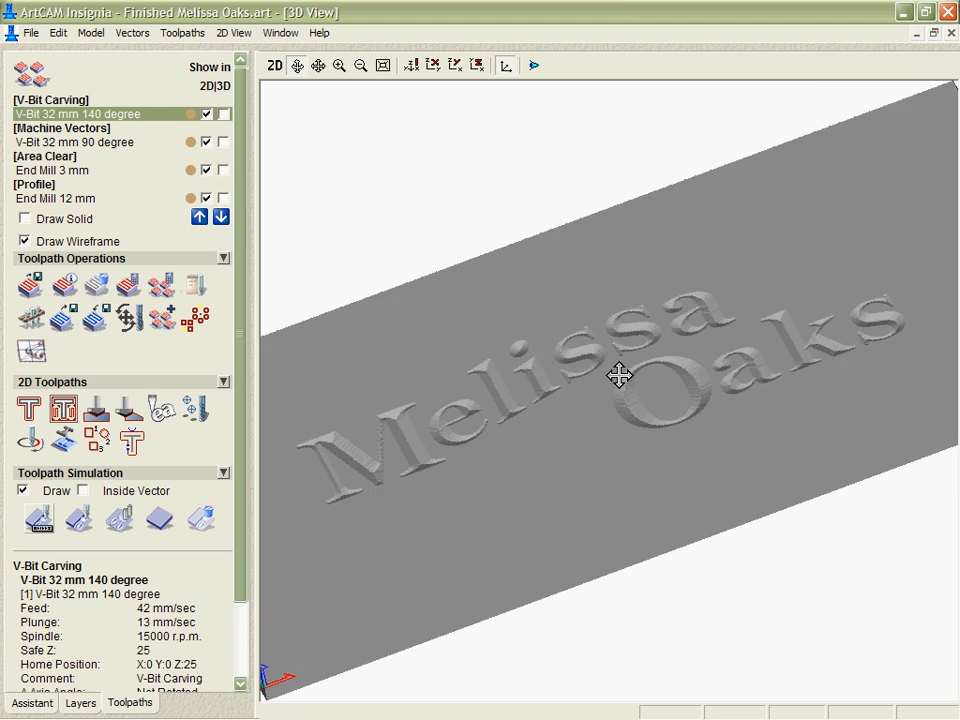 ArtCAM Insignia - Finished Melissa Oaks.art - [3D View]
File Edit Model Vectors Toolpaths 2D View Window Help
Show in
2D|3D
2D
[V-Bit Carving]
V-Bit 32 mm 140 degree
[Machine Vectors]
V-Bit 32 mm 90 degree
[Area Clear]
End Mill 3 mm
[Profile]
End Mill 12 mm
Draw Solid
Draw Wireframe
Toolpath Operations
2D Toolpaths
Toolpath Simulation
Draw Inside Vector
V-Bit Carving
V-Bit 32 mm 140 degree
[1] V-Bit 32 mm 140 degree
Feed: 42 mm/sec
Plunge: 13 mm/sec
Spindle: 15000 r.p.m.
Safe Z: 25
Home Position: X:0 Y:0 Z:25
Comment: V-Bit Carving
A Axis Angle: Not Rotated
Assistant Layers Toolpaths
Melissa
Oaks